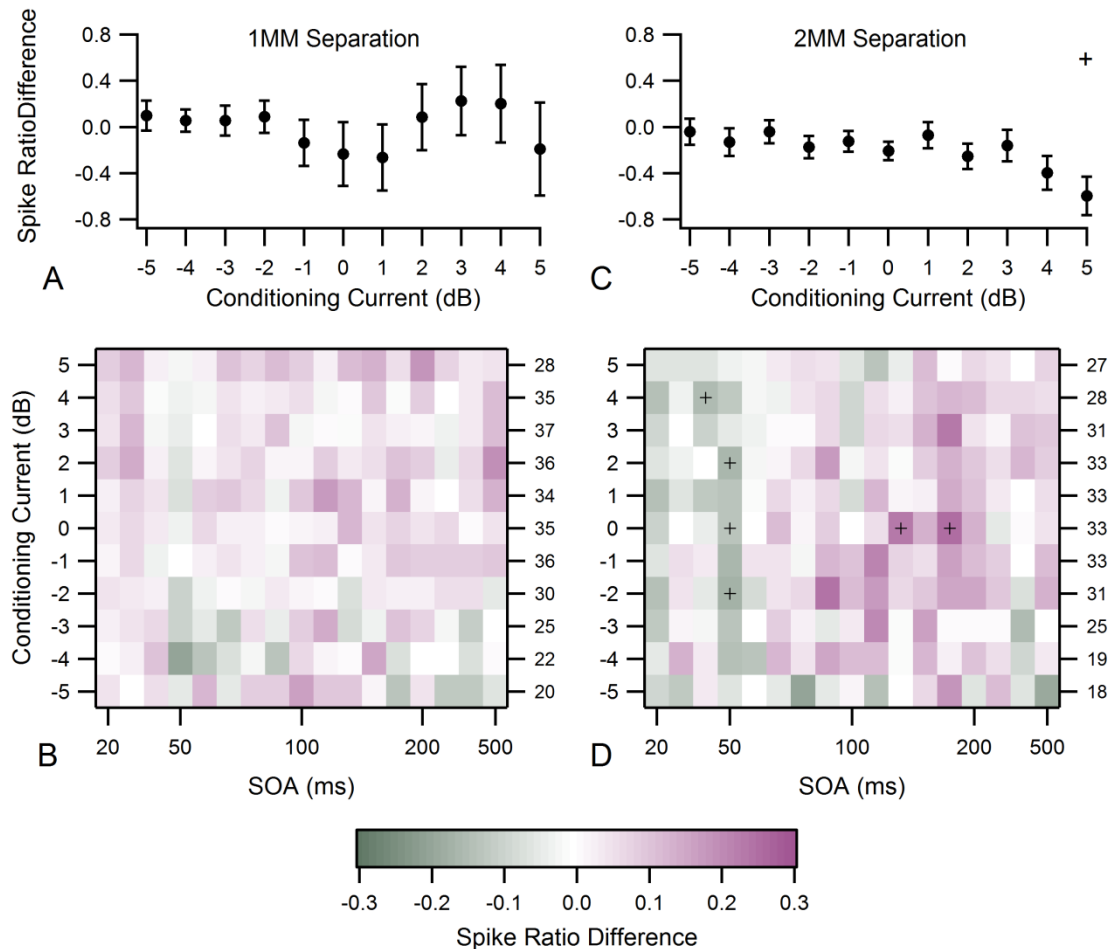 1MM Separation
Spike RatioDifference
0.8
0.4
0.0
-0.4
-0.8
-5 -4 -3 -2 -1 0 1 2 3 4 5
Conditioning Current (dB)
A
2MM Separation
+
0.8
0.4
0.0
-0.4
-0.8
-5 -4 -3 -2 -1 0 1 2 3 4 5
Conditioning Current (dB)
C
Conditioning Current (dB)
5 28
4 35
3 37
2 36
1 34
0 35
-1 36
-2 30
-3 25
-4 22
-5 20
20 50 100 200 500
SOA (ms)
B
5 27
4 + 28
3 31
2 + 33
1 33
0 + + + 33
-1 33
-2 + 31
-3 25
-4 19
-5 18
20 50 100 200 500
SOA (ms)
D
-0.3 -0.2 -0.1 0.0 0.1 0.2 0.3
Spike Ratio Difference